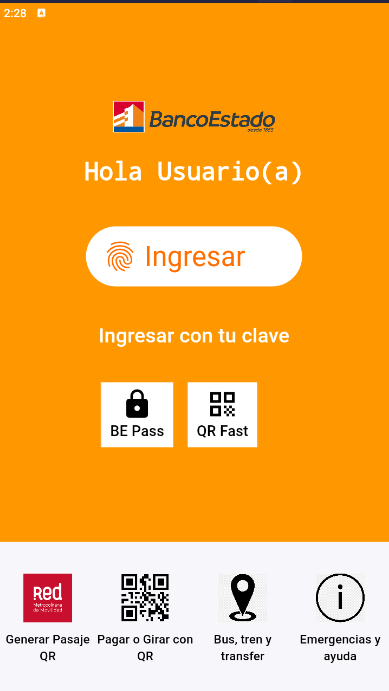 2:28
BancoEstado
desde 1855
Hola Usuario(a)
Ingresar
Ingresar con tu clave
BE Pass
QR Fast
Red
Metropolitana
de Movilidad
Generar Pasaje
QR
Pagar o Girar con
QR
Bus, tren y
transfer
Emergencias y
ayuda